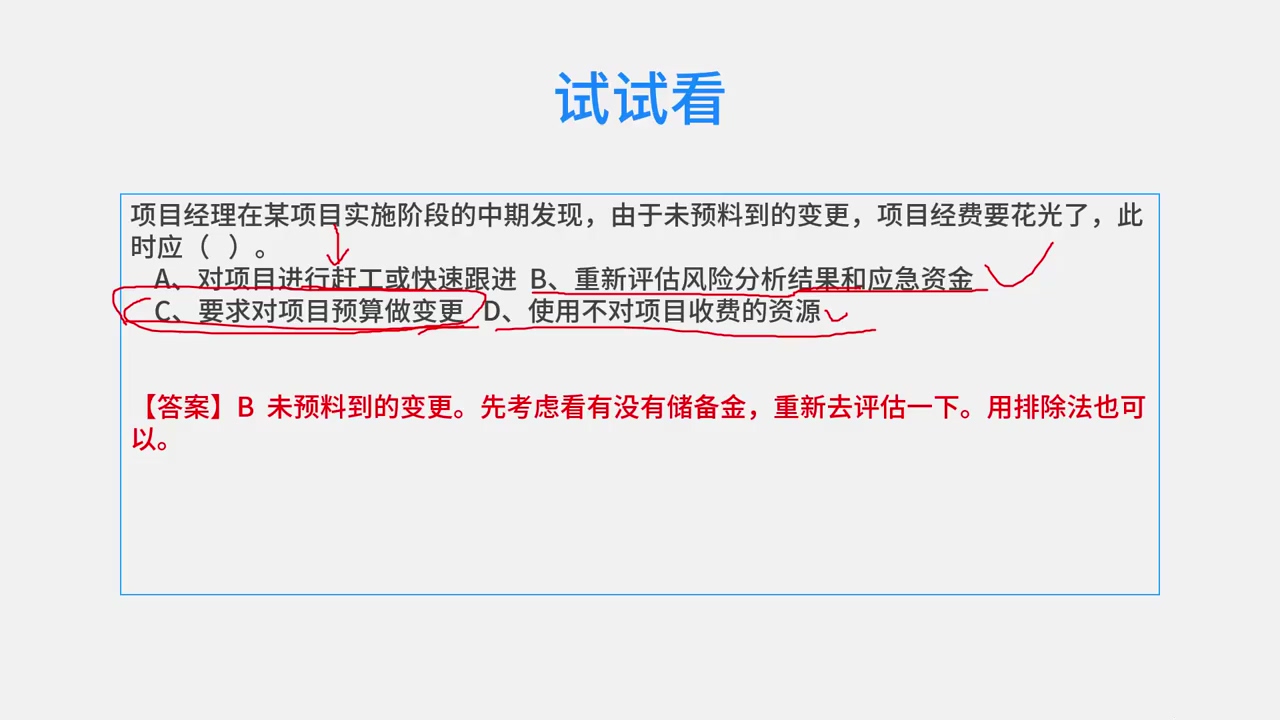 试试看
项目经理在某项目实施阶段的中期发现，由于未预料到的变更，项目经费要花光了，此
时应（ ）。
A、对项目进行赶工或快速跟进 B、重新评估风险分析结果和应急资金
C、要求对项目预算做变更 D、使用不对项目收费的资源
【答案】B 未预料到的变更。先考虑看有没有储备金，重新去评估一下。用排除法也可
以。